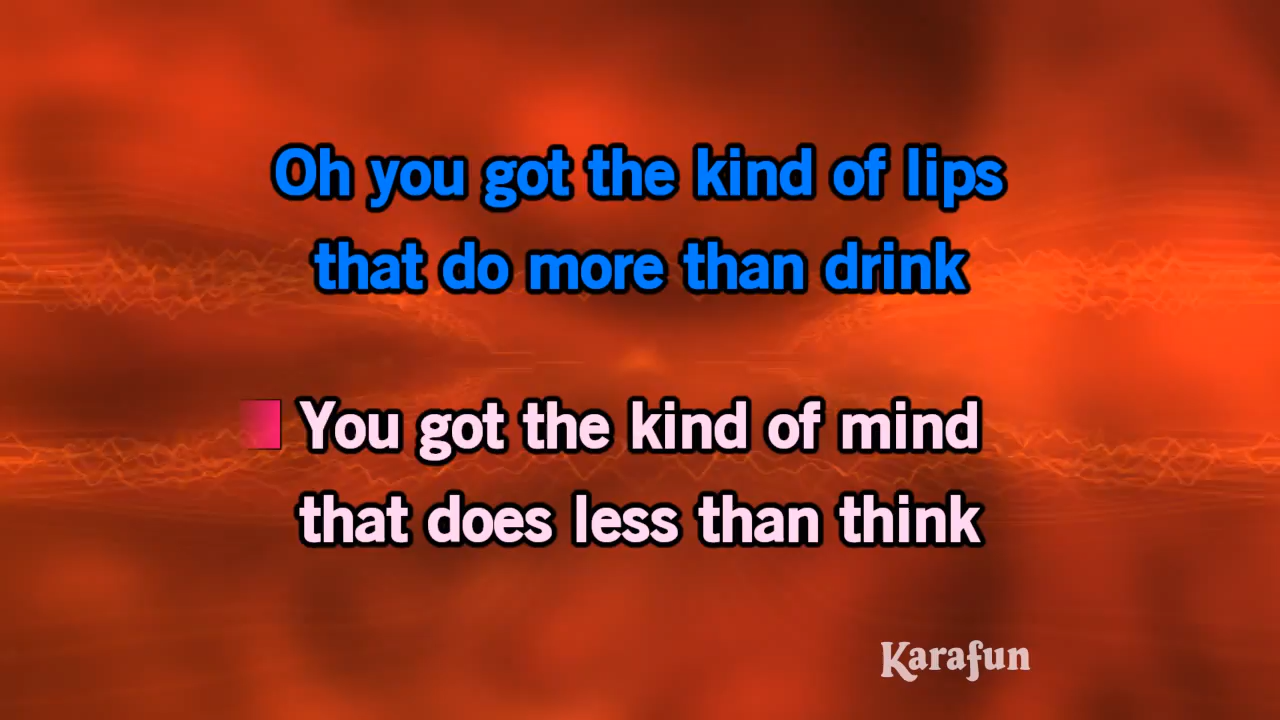 Oh you got the kind of lips
that do more than drink
You got the kind of mind
that does less than think
Karafun